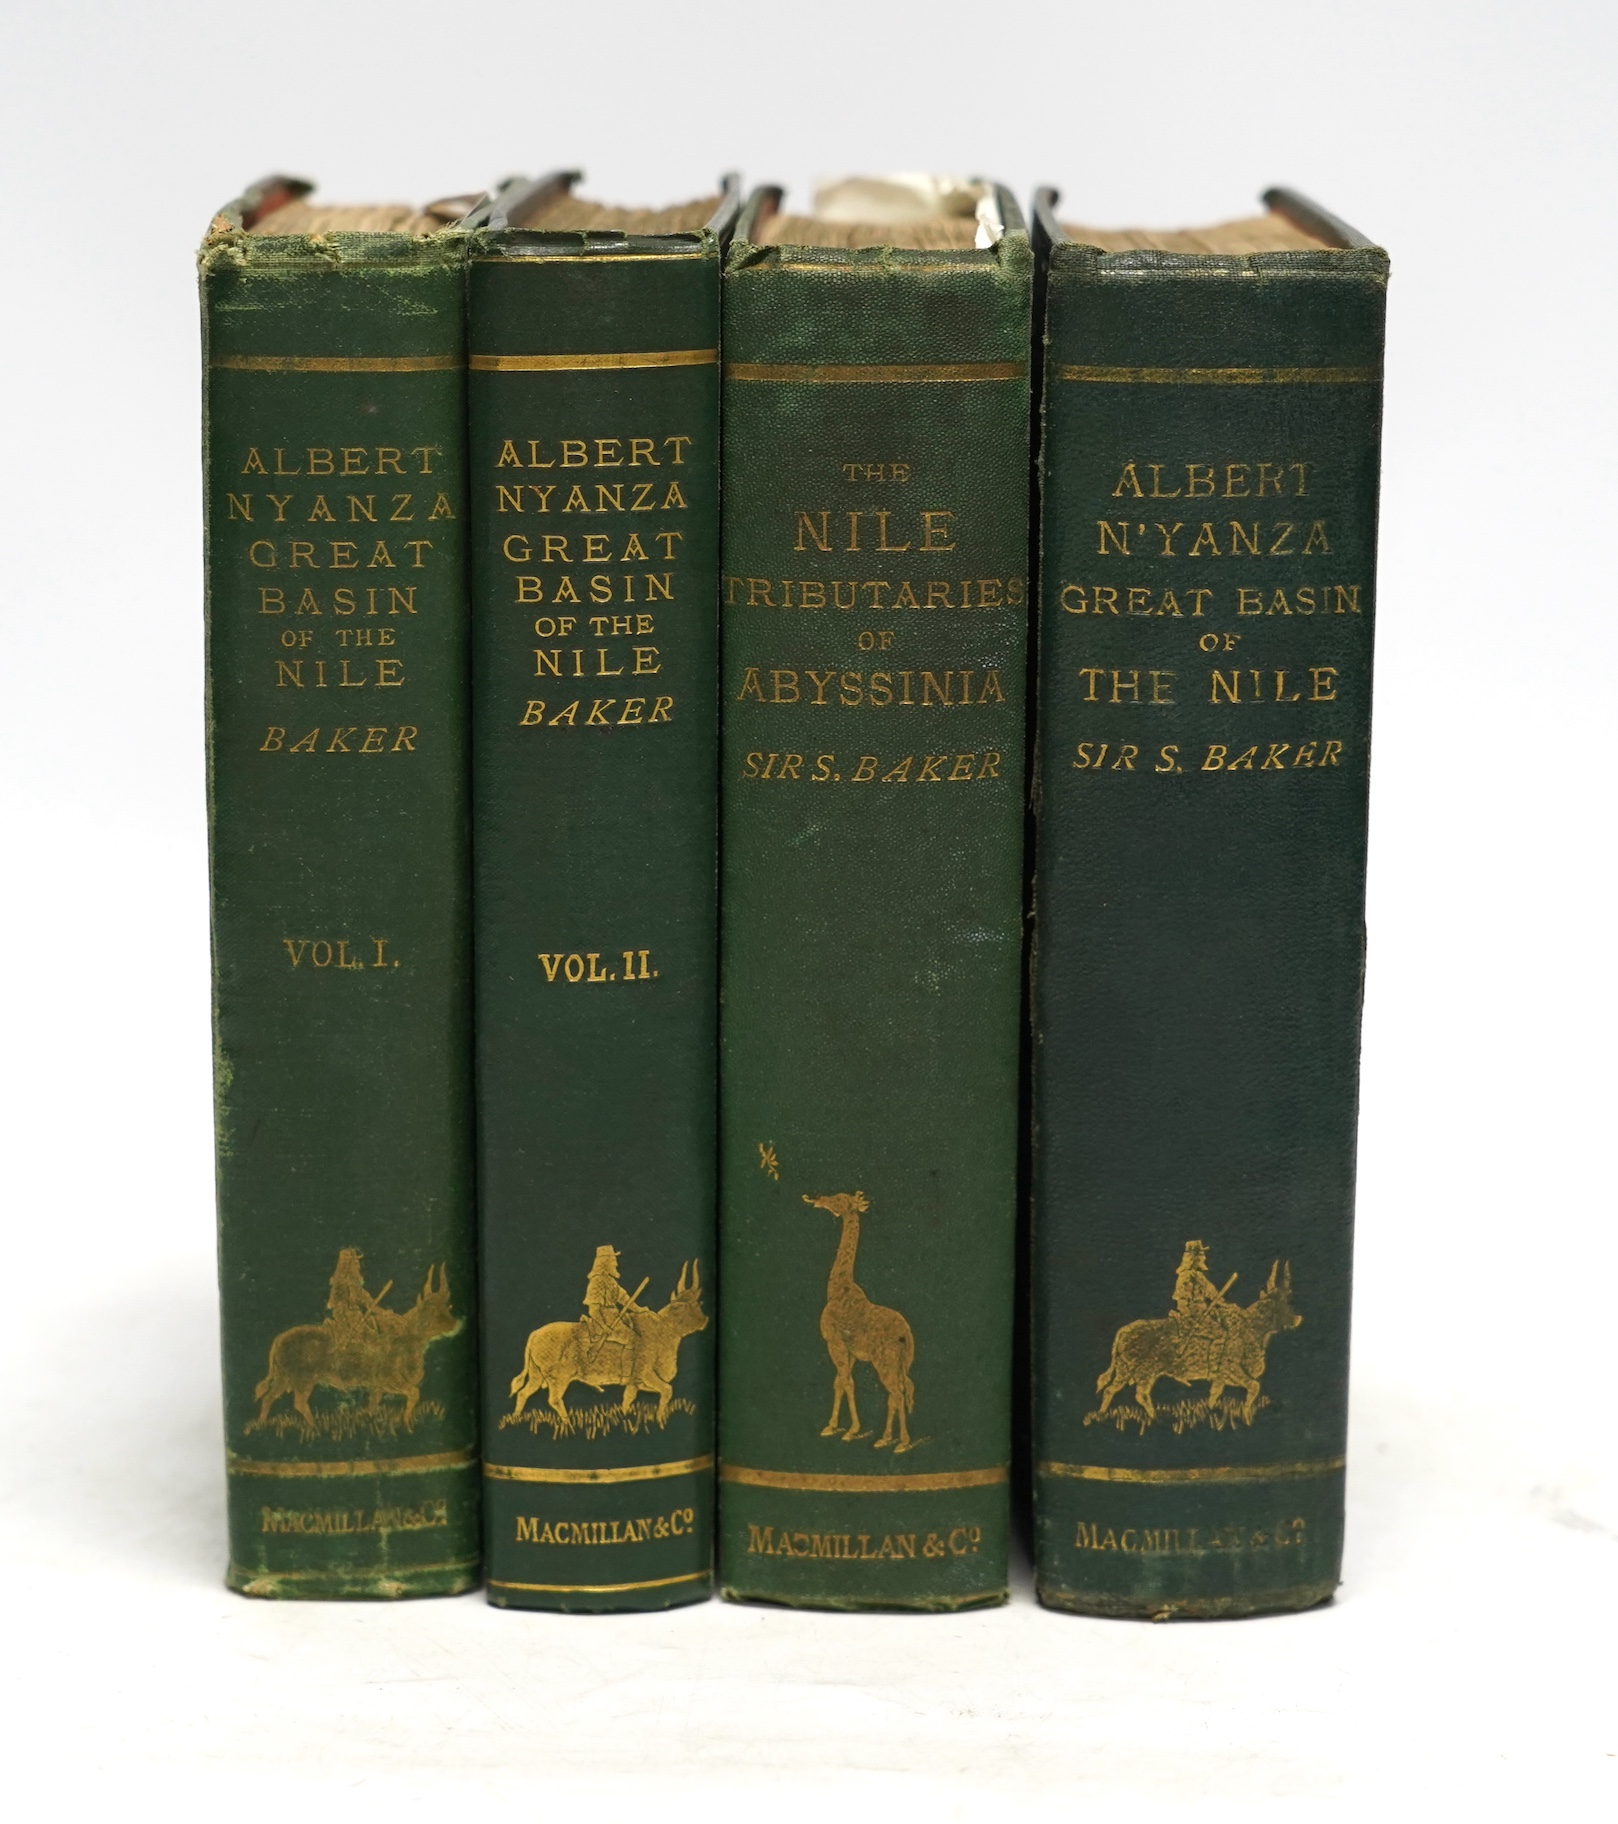 ALBERT
NYANZA
GREAT
BASIN
OF THE
NILE
BAKER
VOL. I.
MACMILLAN & Cº
ALBERT
NYANZA
GREAT
BASIN
OF THE
NILE
BAKER
VOL. II.
MACMILLAN & Cº
THE
NILE
TRIBUTARIES
OF
ABYSSINIA
SIR S. BAKER
MACMILLAN & Cº
ALBERT
N'YANZA
GREAT BASIN
OF
THE NILE
SIR S. BAKER
MACMILLAN & Cº